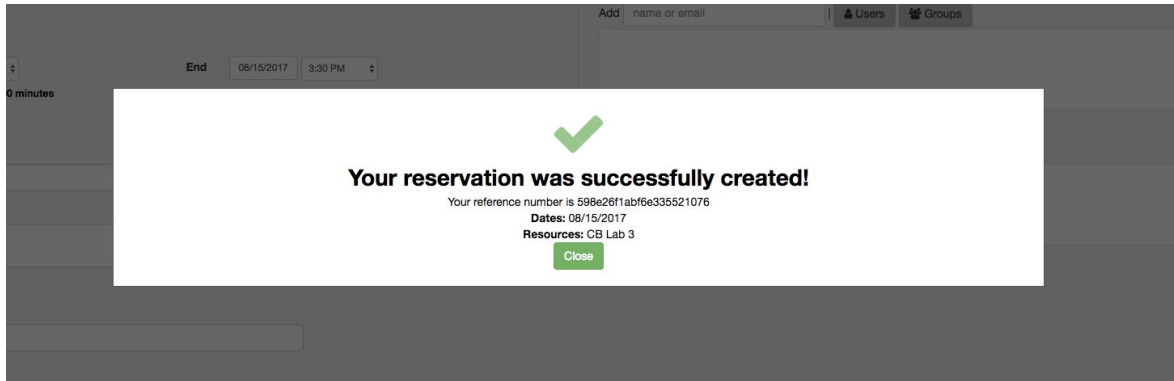 Add name or email | Users Groups
End 08/15/2017 3:30 PM
0 minutes
Your reservation was successfully created!
Your reference number is 598e26f1abf6e335521076
Dates: 08/15/2017
Resources: CB Lab 3
Close